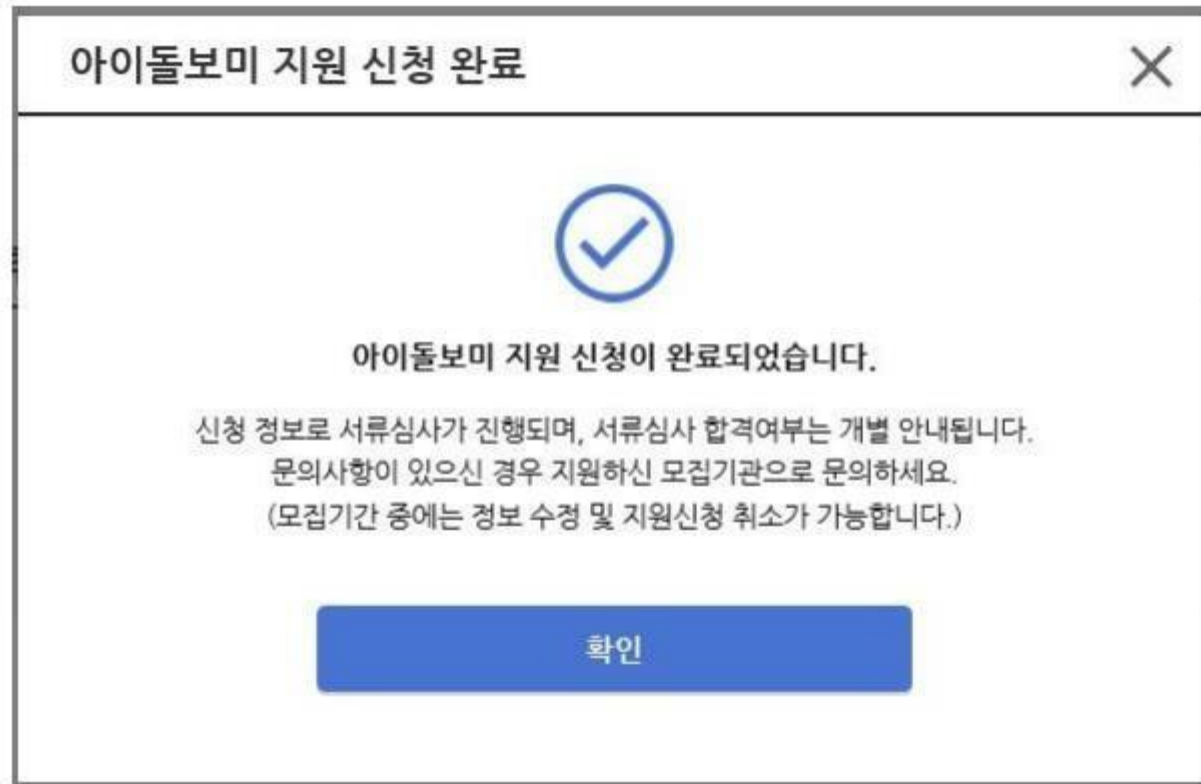 아이돌보미 지원 신청 완료
아이돌보미 지원 신청이 완료되었습니다.
신청 정보로 서류심사가 진행되며, 서류심사 합격여부는 개별 안내됩니다.
문의사항이 있으신 경우 지원하신 모집기관으로 문의하세요.
(모집기간 중에는 정보 수정 및 지원신청 취소가 가능합니다.)
확인